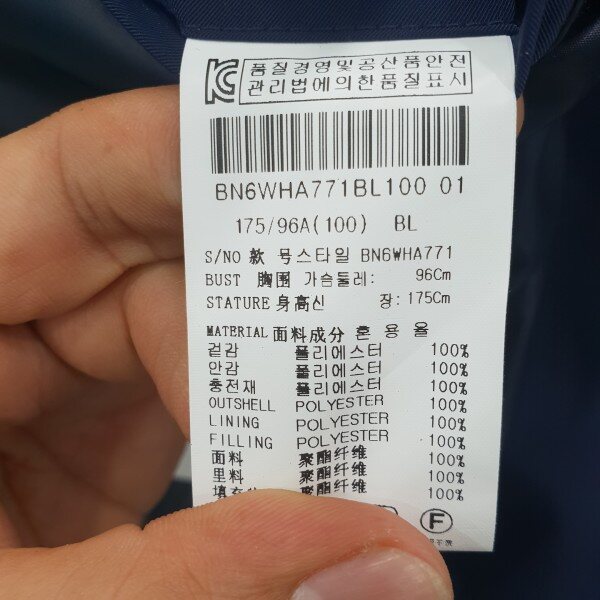 KC 품질경영및공산품안전
관리법에의한품질표시
BN6WHA771BL100 01
175/96A(100) BL
S/NO 款 号스타일 BN6WHA771
BUST 胸围 가슴둘레: 96Cm
STATURE 身高신 장: 175Cm
MATERIAL 面料成分 혼 용 율
겉감 폴리에스터 100%
안감 폴리에스터 100%
충전재 폴리에스터 100%
OUTSHELL POLYESTER 100%
LINING POLYESTER 100%
FILLING POLYESTER 100%
面料 聚酯纤维 100%
里料 聚酯纤维 100%
填充 聚酯纤维 100%
F